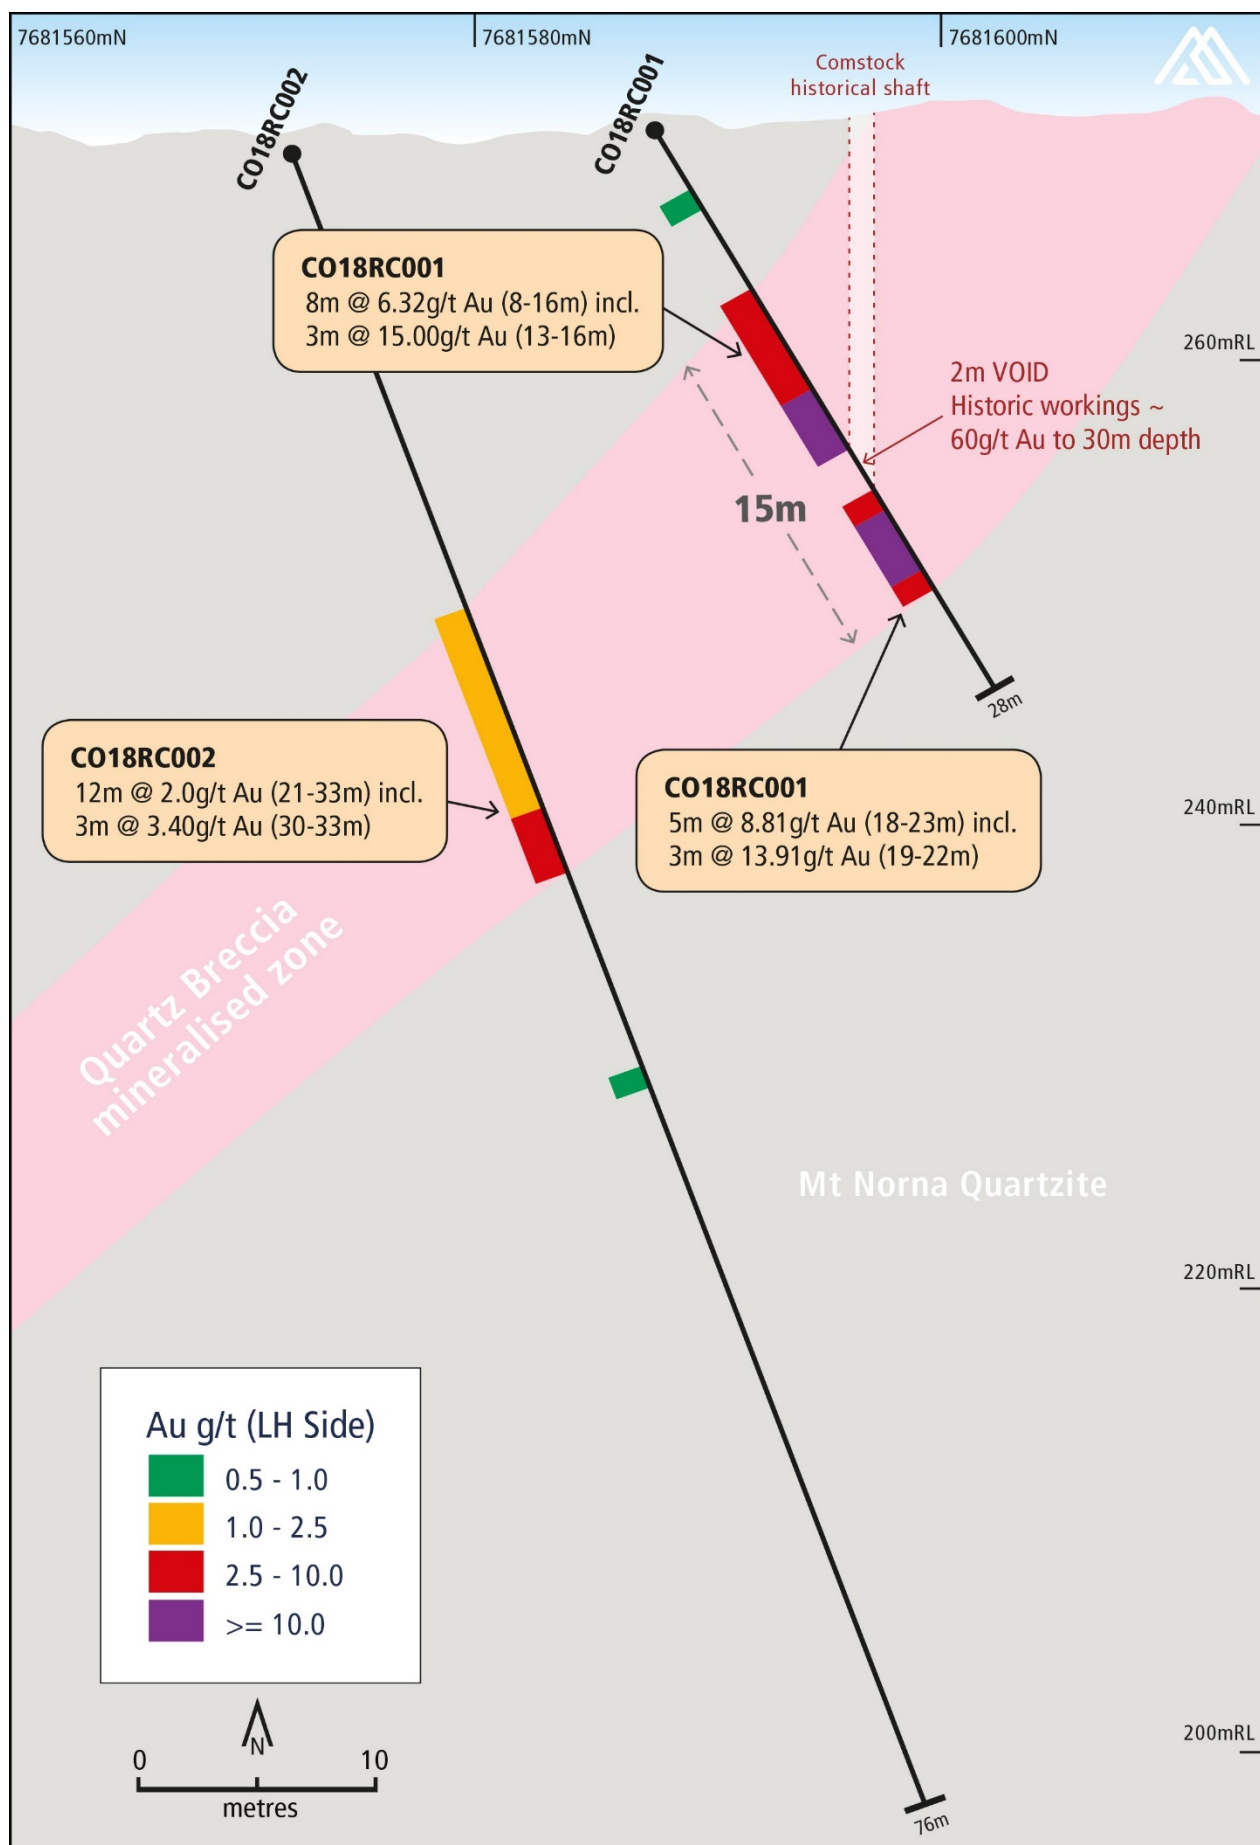 7681560mN
7681580mN
7681600mN
CO18RC002
CO18RC001
Comstock
historical shaft
CO18RC001
8m @ 6.32g/t Au (8-16m) incl.
3m @ 15.00g/t Au (13-16m)
260mRL
2m VOID
Historic workings ~
60g/t Au to 30m depth
15m
28m
CO18RC002
12m @ 2.0g/t Au (21-33m) incl.
3m @ 3.40g/t Au (30-33m)
CO18RC001
5m @ 8.81g/t Au (18-23m) incl.
3m @ 13.91g/t Au (19-22m)
240mRL
Quartz Breccia
mineralised zone
Mt Norna Quartzite
220mRL
Au g/t (LH Side)
0.5 - 1.0
1.0 - 2.5
2.5 - 10.0
>= 10.0
N
0
10
metres
200mRL
76m